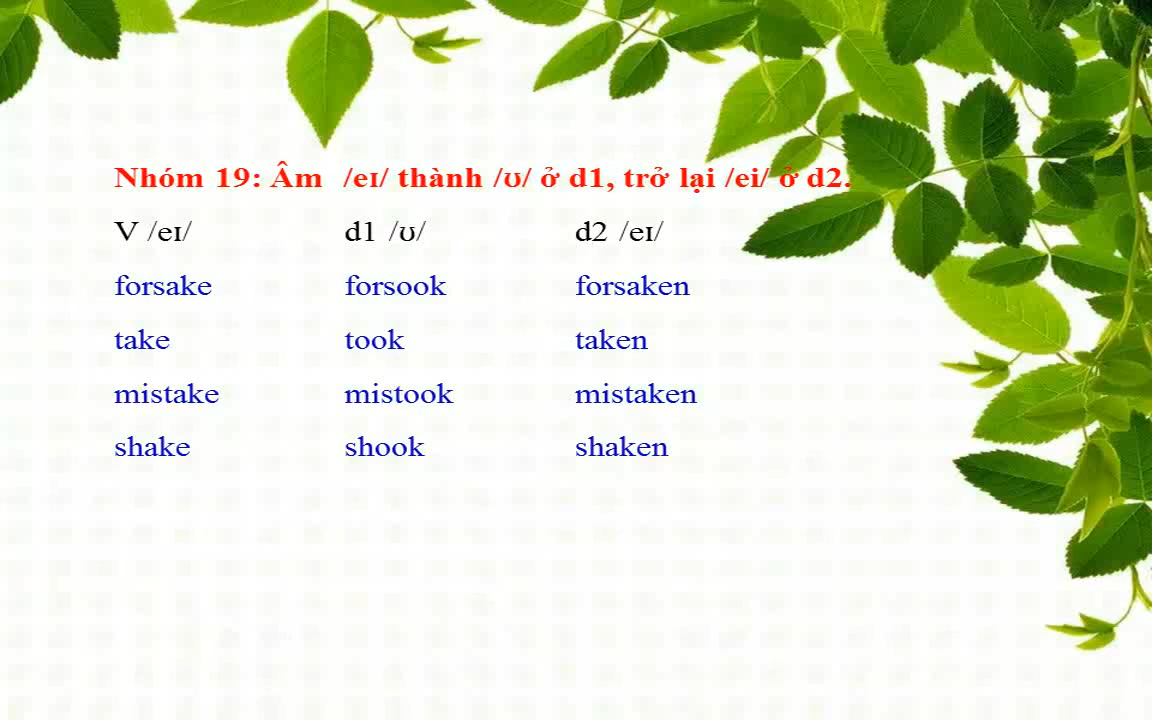 Nhóm 19: Âm /eɪ/ thành /ʊ/ ở d1, trở lại /ei/ ở d2.
V /eɪ/ d1 /ʊ/ d2 /eɪ/
forsake forsook forsaken
take took taken
mistake mistook mistaken
shake shook shaken